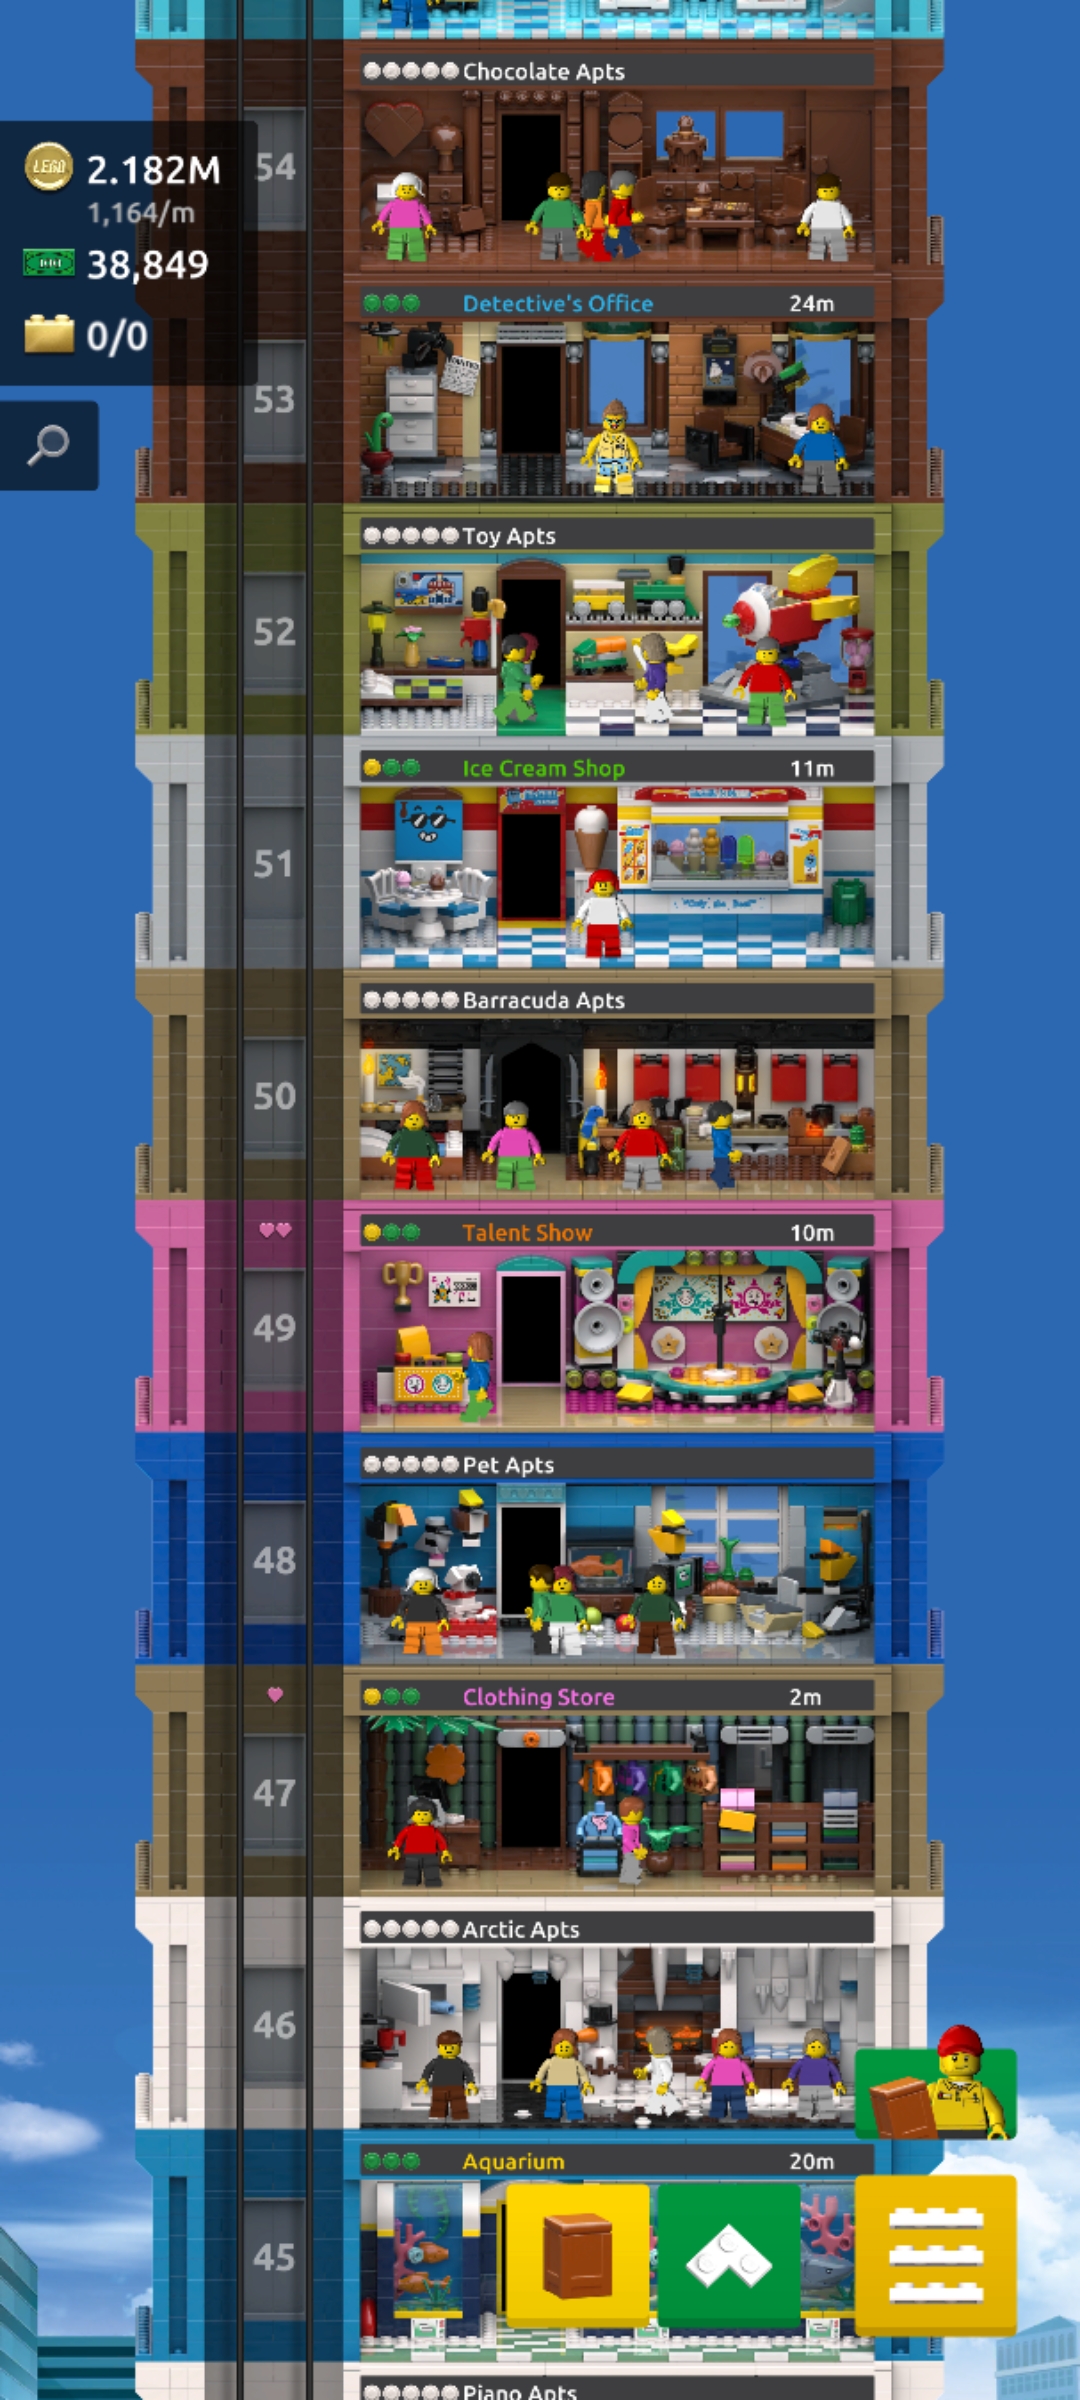 Chocolate Apts
54
LEGO
2.182M
1,164/m
38,849
0/0
Detective's Office 24m
53
WANTED
Toy Apts
52
Ice Cream Shop 11m
51
Barracuda Apts
50
Talent Show 10m
49
Pet Apts
48
Clothing Store 2m
47
Arctic Apts
46
Aquarium 20m
45
Piano Apts